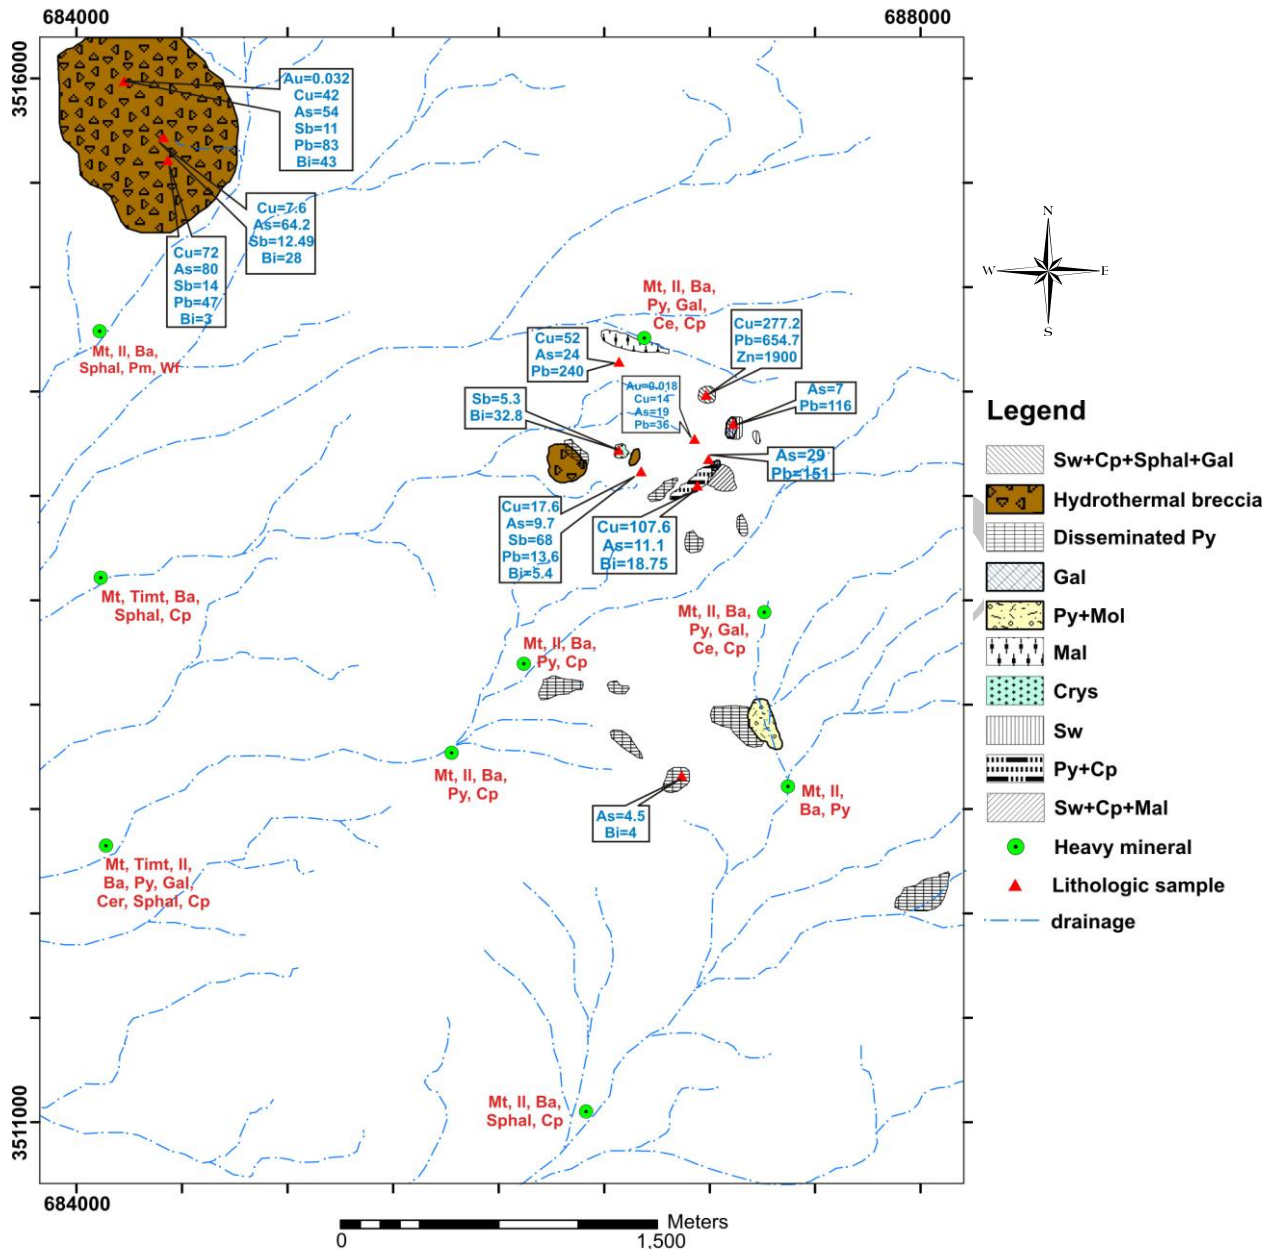 684000
688000
3516000
Au=0.032
Cu=42
As=54
Sb=11
Pb=83
Bi=43
Cu=7.6
As=64.2
Sb=12.49
Bi=28
Cu=72
As=80
Sb=14
Pb=47
Bi=3
N
W
E
S
Mt, Il, Ba,
Py, Gal,
Ce, Cp
Mt, Il, Ba,
Sphal, Pm, Wf
Cu=52
As=24
Pb=240
Cu=277.2
Pb=654.7
Zn=1900
Au=0.018
Cu=14
As=19
Pb=36
As=7
Pb=116
Sb=5.3
Bi=32.8
As=29
Pb=151
Cu=17.6
As=9.7
Sb=68
Pb=13.6
Bi=5.4
Cu=107.6
As=11.1
Bi=18.75
Mt, Timt, Ba,
Sphal, Cp
Mt, Il, Ba,
Py, Cp
Mt, Il, Ba,
Py, Gal,
Ce, Cp
Mt, Il, Ba,
Py, Cp
Mt, Il,
Ba, Py
As=4.5
Bi=4
Mt, Timt, Il,
Ba, Py, Gal,
Cer, Sphal, Cp
Mt, Il, Ba,
Sphal, Cp
3511000
684000
Legend
Sw+Cp+Sphal+Gal
Hydrothermal breccia
Disseminated Py
Gal
Py+Mol
Mal
Crys
Sw
Py+Cp
Sw+Cp+Mal
Heavy mineral
Lithologic sample
drainage
Meters
0
1,500